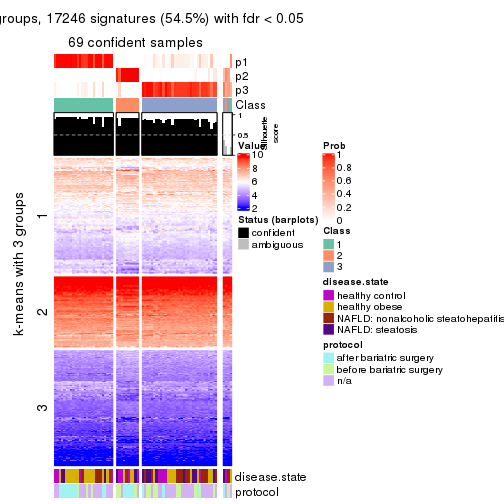 groups, 17246 signatures (54.5%) with fdr < 0.05
69 confident samples
p1
p2
p3
Class
1
0.5
0
Silhouette
score
k-means with 3 groups
1
2
3
disease.state
protocol
Value
10
8
6
4
2
Status (barplots)
confident
ambiguous
Prob
1
0.8
0.6
0.4
0.2
0
Class
1
2
3
disease.state
healthy control
healthy obese
NAFLD: nonalcoholic steatohepatitis
NAFLD: steatosis
protocol
after bariatric surgery
before bariatric surgery
n/a